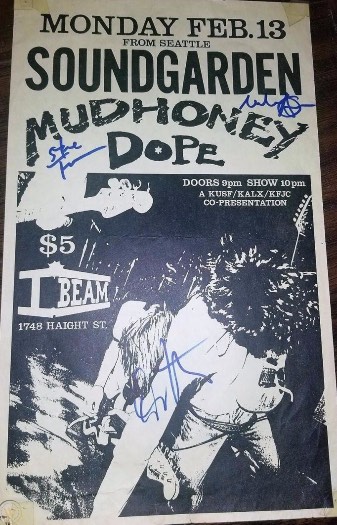 MONDAY FEB.13
FROM SEATTLE
SOUNDGARDEN
MUDHONEY
DOPE
DOORS 9pm SHOW 10pm
A KUSF/KALX/KFJC
CO-PRESENTATION
$5
I BEAM
1748 HAIGHT ST.